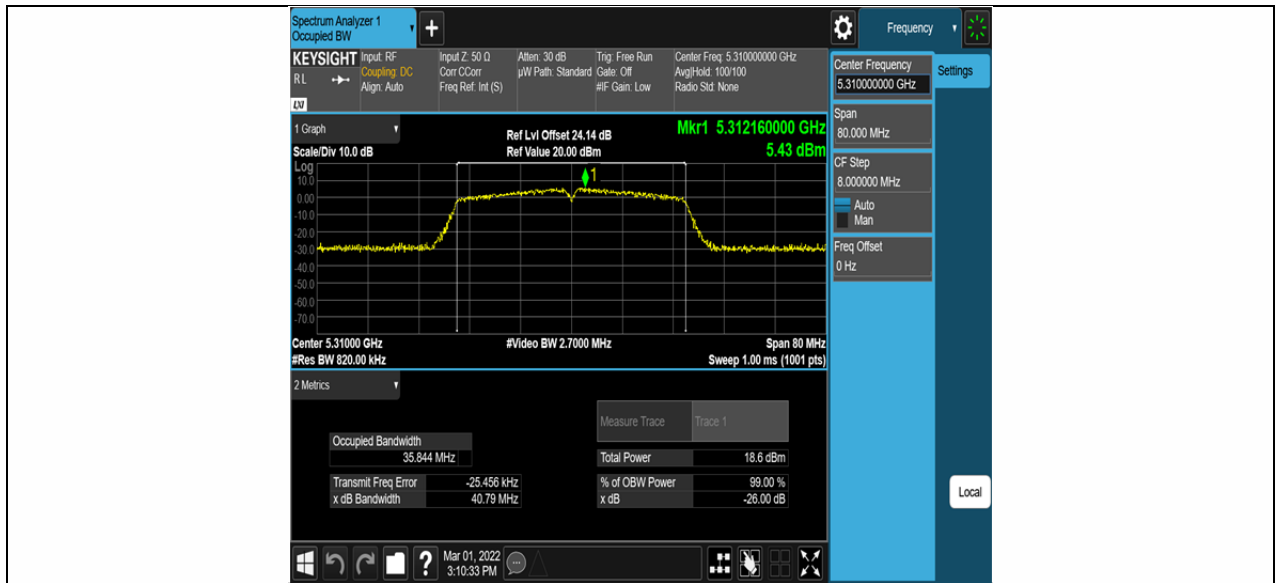 Spectrum Analyzer 1
Occupied BW
+
Frequency
KEYSIGHT
RL
LXI
Input: RF
Coupling: DC
Align: Auto
Input Z: 50 Ω
Corr CCorr
Freq Ref: Int (S)
Atten: 30 dB
µW Path: Standard
Trig: Free Run
Gate: Off
#IF Gain: Low
Center Freq: 5.310000000 GHz
Avg|Hold: 100/100
Radio Std: None
Center Frequency
5.310000000 GHz
Settings
Span
80.000 MHz
CF Step
8.000000 MHz
Auto
Man
Freq Offset
0 Hz
Local
1 Graph
Scale/Div 10.0 dB
Ref Lvl Offset 24.14 dB
Ref Value 20.00 dBm
Mkr1 5.312160000 GHz
5.43 dBm
Log
10.0
0.00
-10.0
-20.0
-30.0
-40.0
-50.0
-60.0
-70.0
1
Center 5.31000 GHz
#Res BW 820.00 kHz
#Video BW 2.7000 MHz
Span 80 MHz
Sweep 1.00 ms (1001 pts)
2 Metrics
Measure Trace Trace 1
Occupied Bandwidth
35.844 MHz
Total Power 18.6 dBm
Transmit Freq Error -25.456 kHz
% of OBW Power 99.00 %
x dB Bandwidth 40.79 MHz
x dB -26.00 dB
?
Mar 01, 2022
3:10:33 PM